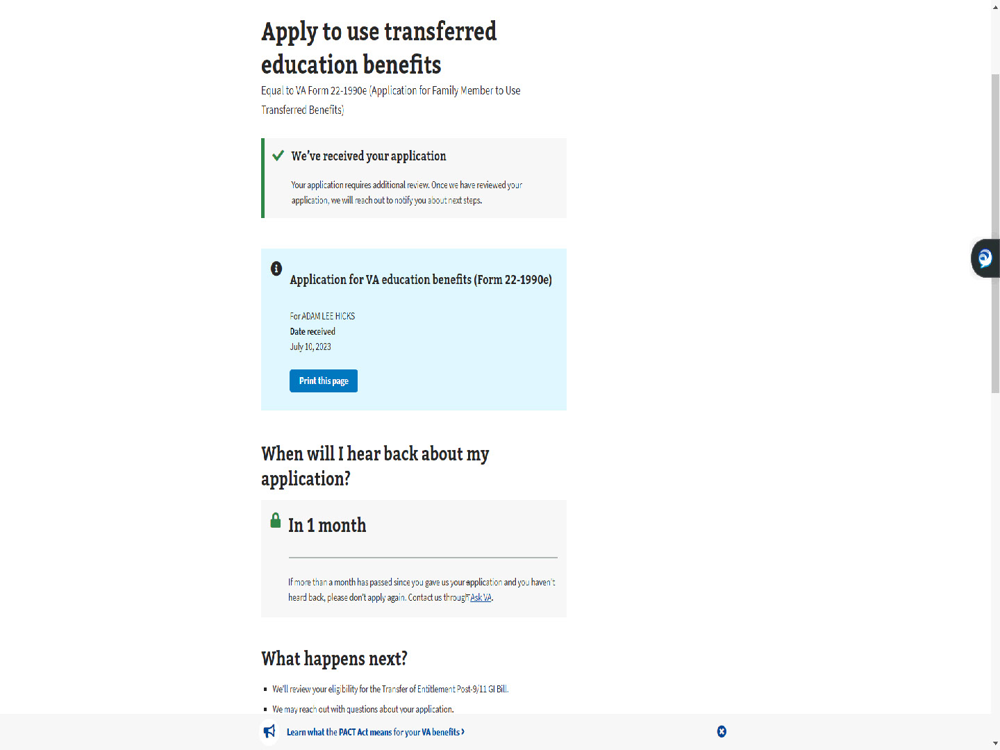 Apply to use transferred
education benefits
Equal to VA Form 22-1990e (Application for Family Member to Use
Transferred Benefits)
We've received your application
Your application requires additional review. Once we have reviewed your
application, we will reach out to notify you about next steps.
Application for VA education benefits (Form 22-1990e)
For ADAM LEE HICKS
Date received
July 10, 2023
Print this page
When will I hear back about my
application?
In 1 month
If more than a month has passed since you gave us your application and you haven't
heard back, please don't apply again. Contact us through Ask VA.
What happens next?
We'll review your eligibility for the Transfer of Entitlement Post-9/11 GI Bill.
We may reach out with questions about your application.
Learn what the PACT Act means for your VA benefits